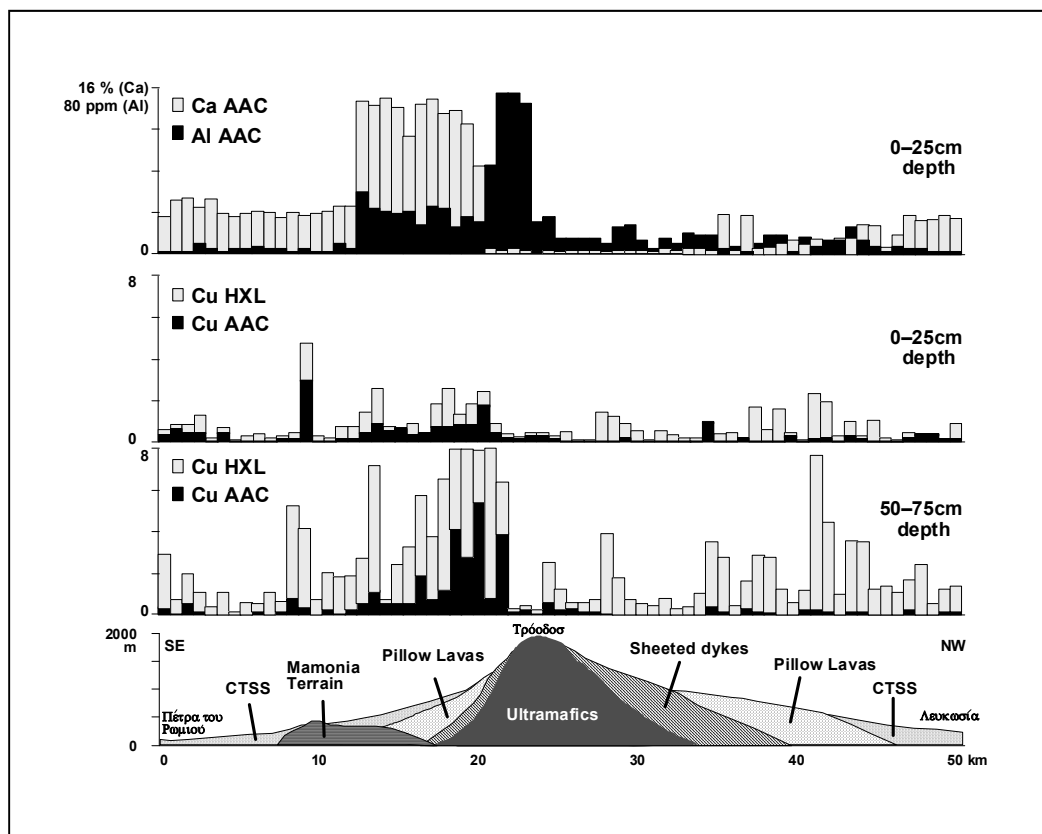 16 % (Ca)
80 ppm (Al)
Ca AAC
Al AAC
0–25cm
depth
0
8
Cu HXL
Cu AAC
0–25cm
depth
0
8
Cu HXL
Cu AAC
50–75cm
depth
0
2000
m
SE
Τρόοδοσ
NW
Pillow Lavas
Sheeted dykes
Mamonia
Terrain
Pillow Lavas
CTSS
CTSS
Πέτρα του
Ρωμιού
Ultramafics
Λευκωσία
0
0
10
20
30
40
50 km